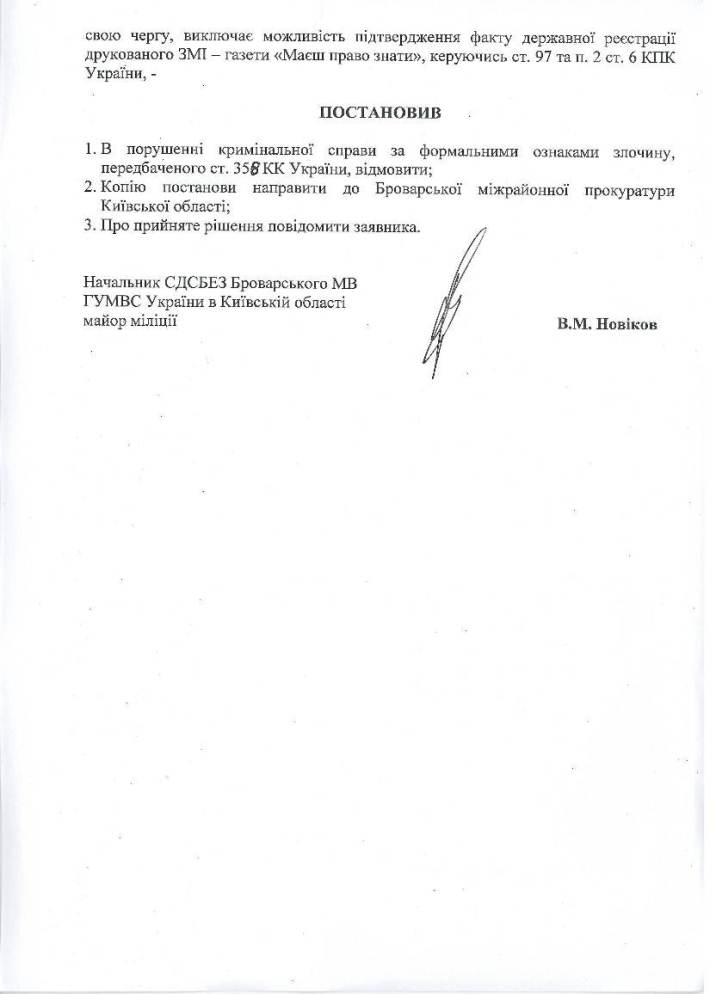 свою чергу, виключає можливість підтвердження факту державної реєстрації
друкованого ЗМІ – газети «Маєш право знати», керуючись ст. 97 та п. 2 ст. 6 КПК
України, -
ПОСТАНОВИВ
1. В порушенні кримінальної справи за формальними ознаками злочину,
передбаченого ст. 358 КК України, відмовити;
2. Копію постанови направити до Броварської міжрайонної прокуратури
Київської області;
3. Про прийняте рішення повідомити заявника.
Начальник СДСБЕЗ Броварського МВ
ГУМВС України в Київській області
майор міліції
В.М. Новіков